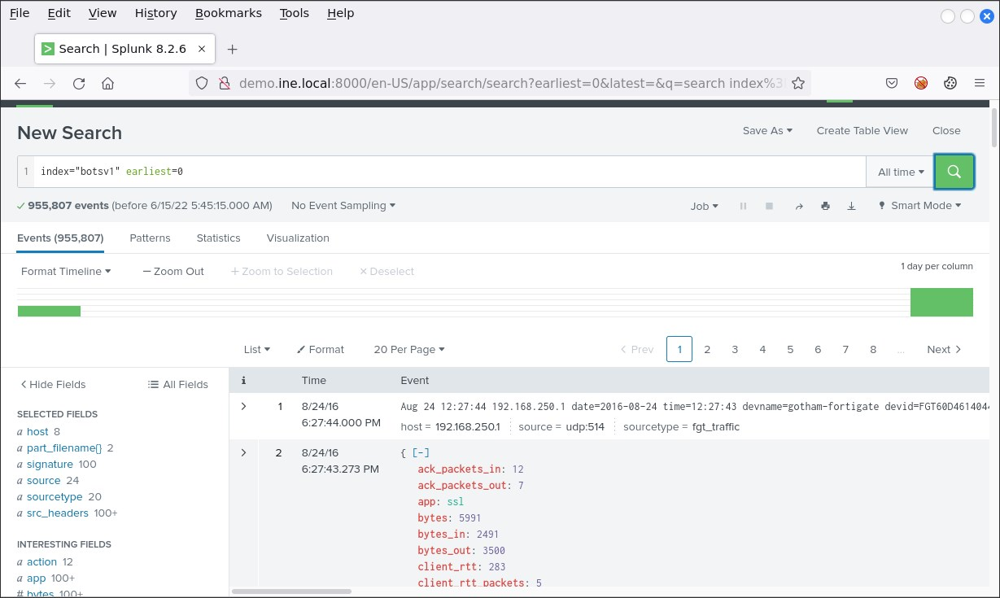 File Edit View History Bookmarks Tools Help
Search | Splunk 8.2.6
demo.ine.local:8000/en-US/app/search/search?earliest=0&latest=&q=search index%3
New Search
Save As Create Table View Close
1 index="botsv1" earliest=0
All time
955,807 events (before 6/15/22 5:45:15.000 AM) No Event Sampling Job Smart Mode
Events (955,807) Patterns Statistics Visualization
Format Timeline — Zoom Out + Zoom to Selection × Deselect 1 day per column
List Format 20 Per Page < Prev 1 2 3 4 5 6 7 8 ... Next >
< Hide Fields All Fields
SELECTED FIELDS
a host 8
a part_filename{} 2
a signature 100
a source 24
a sourcetype 20
a src_headers 100+
INTERESTING FIELDS
a action 12
a app 100+
# bytes 100+
i Time Event
> 1 8/24/16 6:27:44.000 PM
Aug 24 12:27:44 192.168.250.1 date=2016-08-24 time=12:27:43 devname=gotham-fortigate devid=FGT60D4614044
host = 192.168.250.1 source = udp:514 sourcetype = fgt_traffic
> 2 8/24/16 6:27:43.273 PM
{ [-]
ack_packets_in: 12
ack_packets_out: 7
app: ssl
bytes: 5991
bytes_in: 2491
bytes_out: 3500
client_rtt: 283
client_rtt_packets: 5